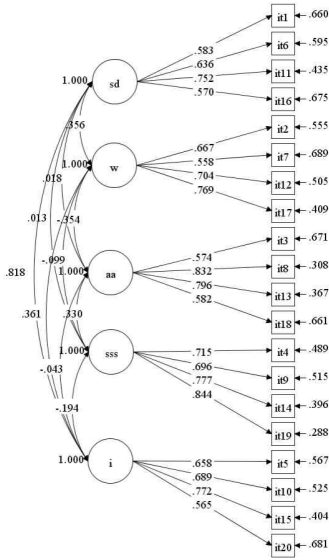 it1 .660
.583
it6 .595
.636
1.000 sd
.752
it11 .435
.570
it16 .675
.356
it2 .555
.667
it7 .689
.558
1.000 w
.704
it12 .505
.018
.769
it17 .409
.013 -.354
it3 .671
-.099
.574
.818
it8 .308
.832
1.000 aa
.796
it13 .367
.582
it18 .661
.361 .330
it4 .489
.715
1.000 sss
.696
it9 .515
.777
-.043
it14 .396
.844
it19 .288
-.194
it5 .567
.658
it10 .525
.689
1.000 i
.772
it15 .404
.565
it20 .681